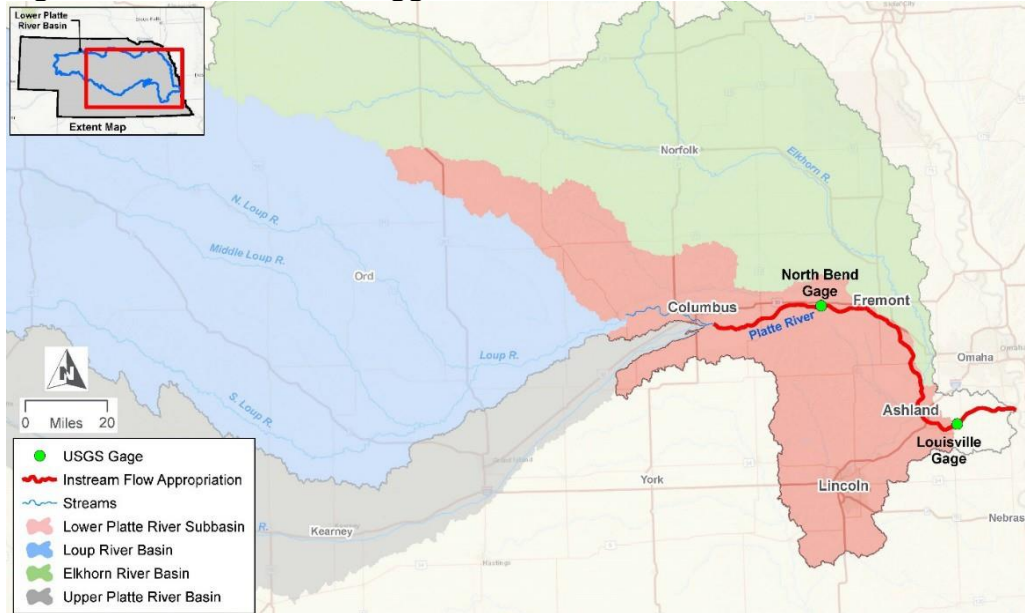 Lower Platte
River Basin
Extent Map
Norfolk
Elkhorn R.
N. Loup R.
Middle Loup R.
Ord
North Bend
Gage
Columbus
Fremont
Platte River
Loup R.
Omaha
N
0 Miles 20
S. Loup R.
Ashland
Louisville
Gage
Lincoln
York
Kearney
Hastings
USGS Gage
Instream Flow Appropriation
Streams
Lower Platte River Subbasin
Loup River Basin
Elkhorn River Basin
Upper Platte River Basin